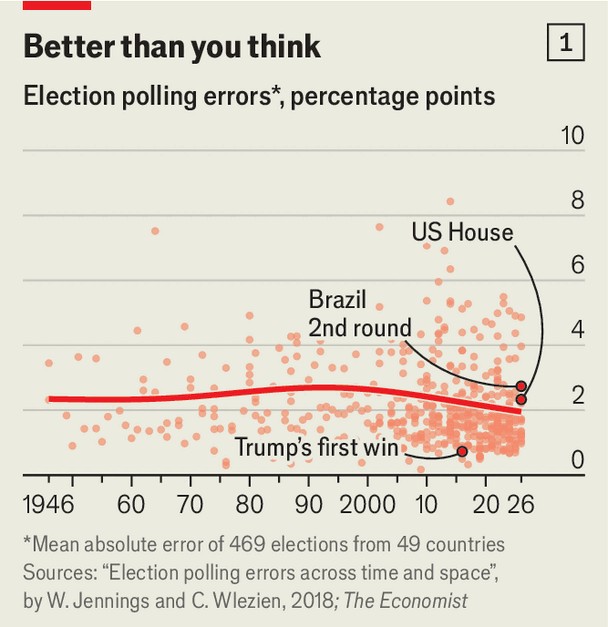 Better than you think
1
Election polling errors*, percentage points
10
8
US House
6
Brazil
2nd round
4
2
Trump's first win
0
1946 60 70 80 90 2000 10 20 26
*Mean absolute error of 469 elections from 49 countries
Sources: “Election polling errors across time and space”,
by W. Jennings and C. Wlezien, 2018; The Economist